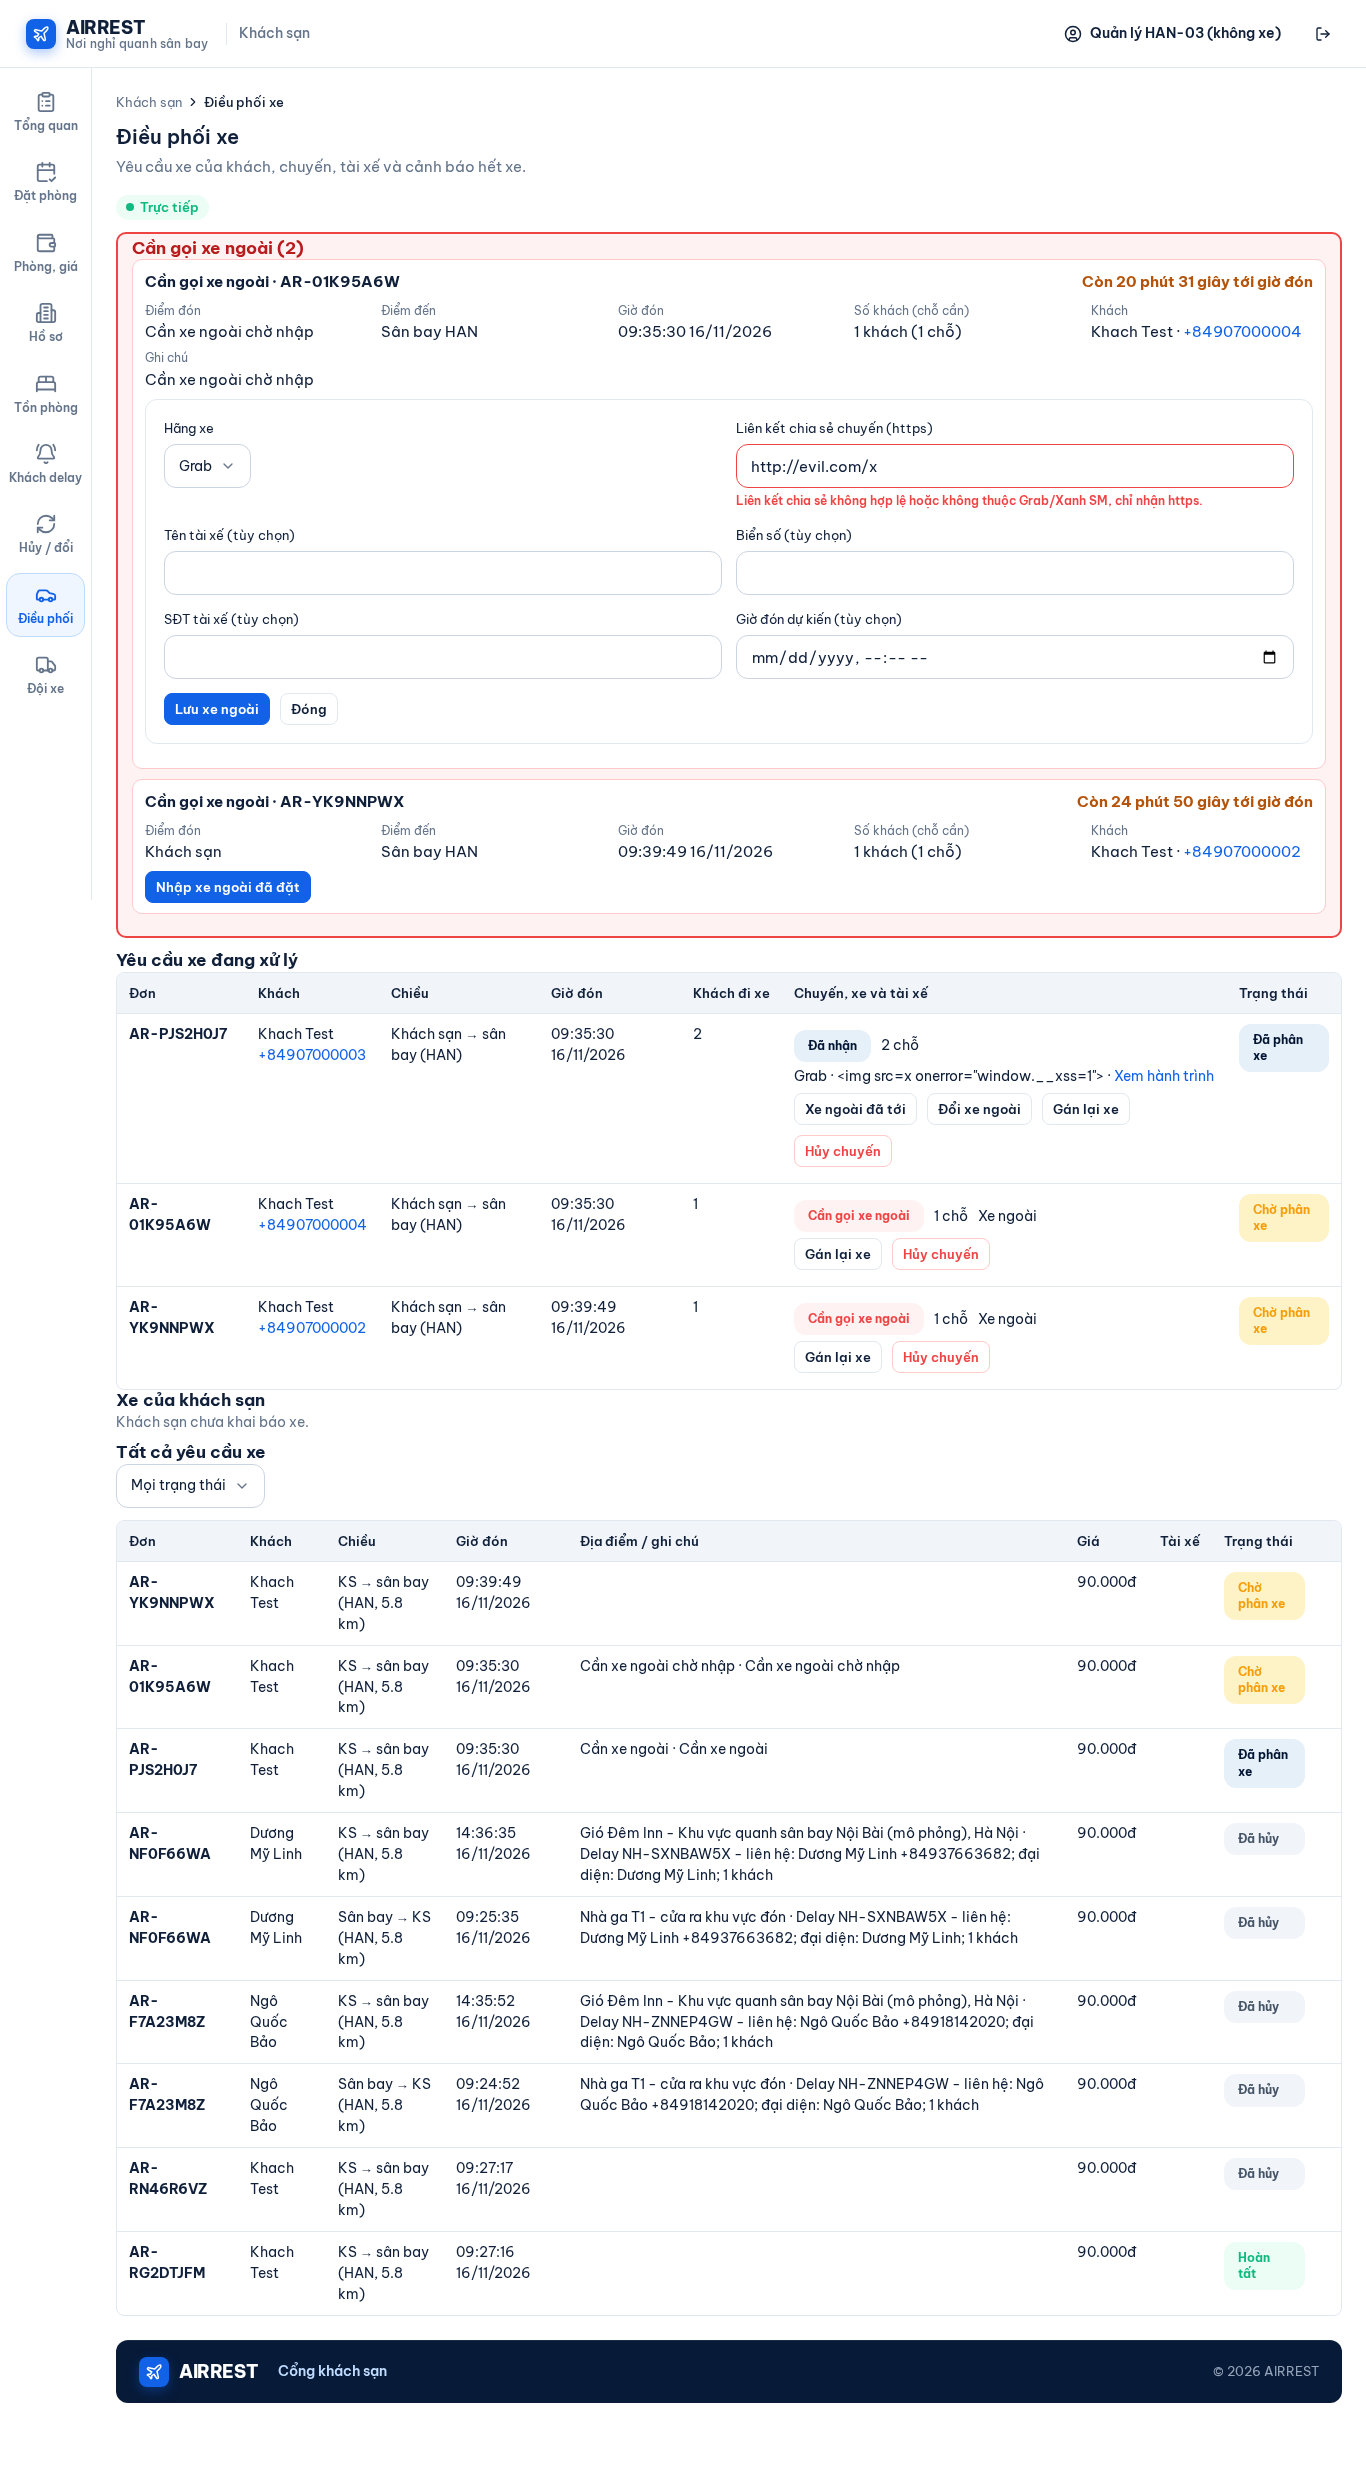 AIRREST
Nơi nghỉ quanh sân bay
Khách sạn
Quản lý HAN-03 (không xe)
Tổng quan
Đặt phòng
Phòng, giá
Hồ sơ
Tồn phòng
Khách delay
Hủy / đổi
Điều phối
Đội xe
Khách sạn > Điều phối xe
Điều phối xe
Yêu cầu xe của khách, chuyến, tài xế và cảnh báo hết xe.
Trực tiếp
Cần gọi xe ngoài (2)
Cần gọi xe ngoài · AR-01K95A6W
Còn 20 phút 31 giây tới giờ đón
Điểm đón
Cần xe ngoài chờ nhập
Điểm đến
Sân bay HAN
Giờ đón
09:35:30 16/11/2026
Số khách (chỗ cần)
1 khách (1 chỗ)
Khách
Khach Test · +84907000004
Ghi chú
Cần xe ngoài chờ nhập
Hãng xe
Grab
Liên kết chia sẻ chuyến (https)
http://evil.com/x
Liên kết chia sẻ không hợp lệ hoặc không thuộc Grab/Xanh SM, chỉ nhận https.
Tên tài xế (tùy chọn)
Biển số (tùy chọn)
SĐT tài xế (tùy chọn)
Giờ đón dự kiến (tùy chọn)
mm/dd/yyyy, --:-- --
Lưu xe ngoài
Đóng
Cần gọi xe ngoài · AR-YK9NNPWX
Còn 24 phút 50 giây tới giờ đón
Điểm đón
Khách sạn
Điểm đến
Sân bay HAN
Giờ đón
09:39:49 16/11/2026
Số khách (chỗ cần)
1 khách (1 chỗ)
Khách
Khach Test · +84907000002
Nhập xe ngoài đã đặt
Yêu cầu xe đang xử lý
Đơn Khách Chiều Giờ đón Khách đi xe Chuyến, xe và tài xế Trạng thái
AR-PJS2H0J7
Khach Test
+84907000003
Khách sạn → sân
bay (HAN)
09:35:30
16/11/2026
2
Đã nhận 2 chỗ
Grab · <img src=x onerror="window.__xss=1"> · Xem hành trình
Xe ngoài đã tới
Đổi xe ngoài
Gán lại xe
Hủy chuyến
Đã phân
xe
AR-
01K95A6W
Khach Test
+84907000004
Khách sạn → sân
bay (HAN)
09:35:30
16/11/2026
1
Cần gọi xe ngoài 1 chỗ Xe ngoài
Gán lại xe
Hủy chuyến
Chờ phân
xe
AR-
YK9NNPWX
Khach Test
+84907000002
Khách sạn → sân
bay (HAN)
09:39:49
16/11/2026
1
Cần gọi xe ngoài 1 chỗ Xe ngoài
Gán lại xe
Hủy chuyến
Chờ phân
xe
Xe của khách sạn
Khách sạn chưa khai báo xe.
Tất cả yêu cầu xe
Mọi trạng thái
Đơn Khách Chiều Giờ đón Địa điểm / ghi chú Giá Tài xế Trạng thái
AR-
YK9NNPWX
Khach
Test
KS → sân bay
(HAN, 5.8
km)
09:39:49
16/11/2026
90.000đ
Chờ
phân xe
AR-
01K95A6W
Khach
Test
KS → sân bay
(HAN, 5.8
km)
09:35:30
16/11/2026
Cần xe ngoài chờ nhập · Cần xe ngoài chờ nhập
90.000đ
Chờ
phân xe
AR-
PJS2H0J7
Khach
Test
KS → sân bay
(HAN, 5.8
km)
09:35:30
16/11/2026
Cần xe ngoài · Cần xe ngoài
90.000đ
Đã phân
xe
AR-
NF0F66WA
Dương
Mỹ Linh
KS → sân bay
(HAN, 5.8
km)
14:36:35
16/11/2026
Gió Đêm Inn - Khu vực quanh sân bay Nội Bài (mô phỏng), Hà Nội ·
Delay NH-SXNBAW5X - liên hệ: Dương Mỹ Linh +84937663682; đại
diện: Dương Mỹ Linh; 1 khách
90.000đ
Đã hủy
AR-
NF0F66WA
Dương
Mỹ Linh
Sân bay → KS
(HAN, 5.8
km)
09:25:35
16/11/2026
Nhà ga T1 - cửa ra khu vực đón · Delay NH-SXNBAW5X - liên hệ:
Dương Mỹ Linh +84937663682; đại diện: Dương Mỹ Linh; 1 khách
90.000đ
Đã hủy
AR-
F7A23M8Z
Ngô
Quốc
Bảo
KS → sân bay
(HAN, 5.8
km)
14:35:52
16/11/2026
Gió Đêm Inn - Khu vực quanh sân bay Nội Bài (mô phỏng), Hà Nội ·
Delay NH-ZNNEP4GW - liên hệ: Ngô Quốc Bảo +84918142020; đại
diện: Ngô Quốc Bảo; 1 khách
90.000đ
Đã hủy
AR-
F7A23M8Z
Ngô
Quốc
Bảo
Sân bay → KS
(HAN, 5.8
km)
09:24:52
16/11/2026
Nhà ga T1 - cửa ra khu vực đón · Delay NH-ZNNEP4GW - liên hệ: Ngô
Quốc Bảo +84918142020; đại diện: Ngô Quốc Bảo; 1 khách
90.000đ
Đã hủy
AR-
RN46R6VZ
Khach
Test
KS → sân bay
(HAN, 5.8
km)
09:27:17
16/11/2026
90.000đ
Đã hủy
AR-
RG2DTJFM
Khach
Test
KS → sân bay
(HAN, 5.8
km)
09:27:16
16/11/2026
90.000đ
Hoàn
tất
AIRREST
Cổng khách sạn
© 2026 AIRREST